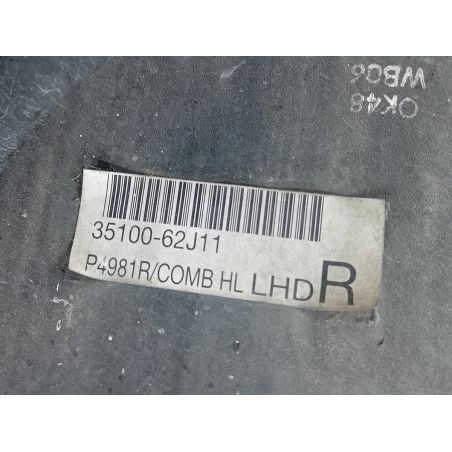 OK48
WB06
35100-62J11
P4981R/COMB HL LHD R